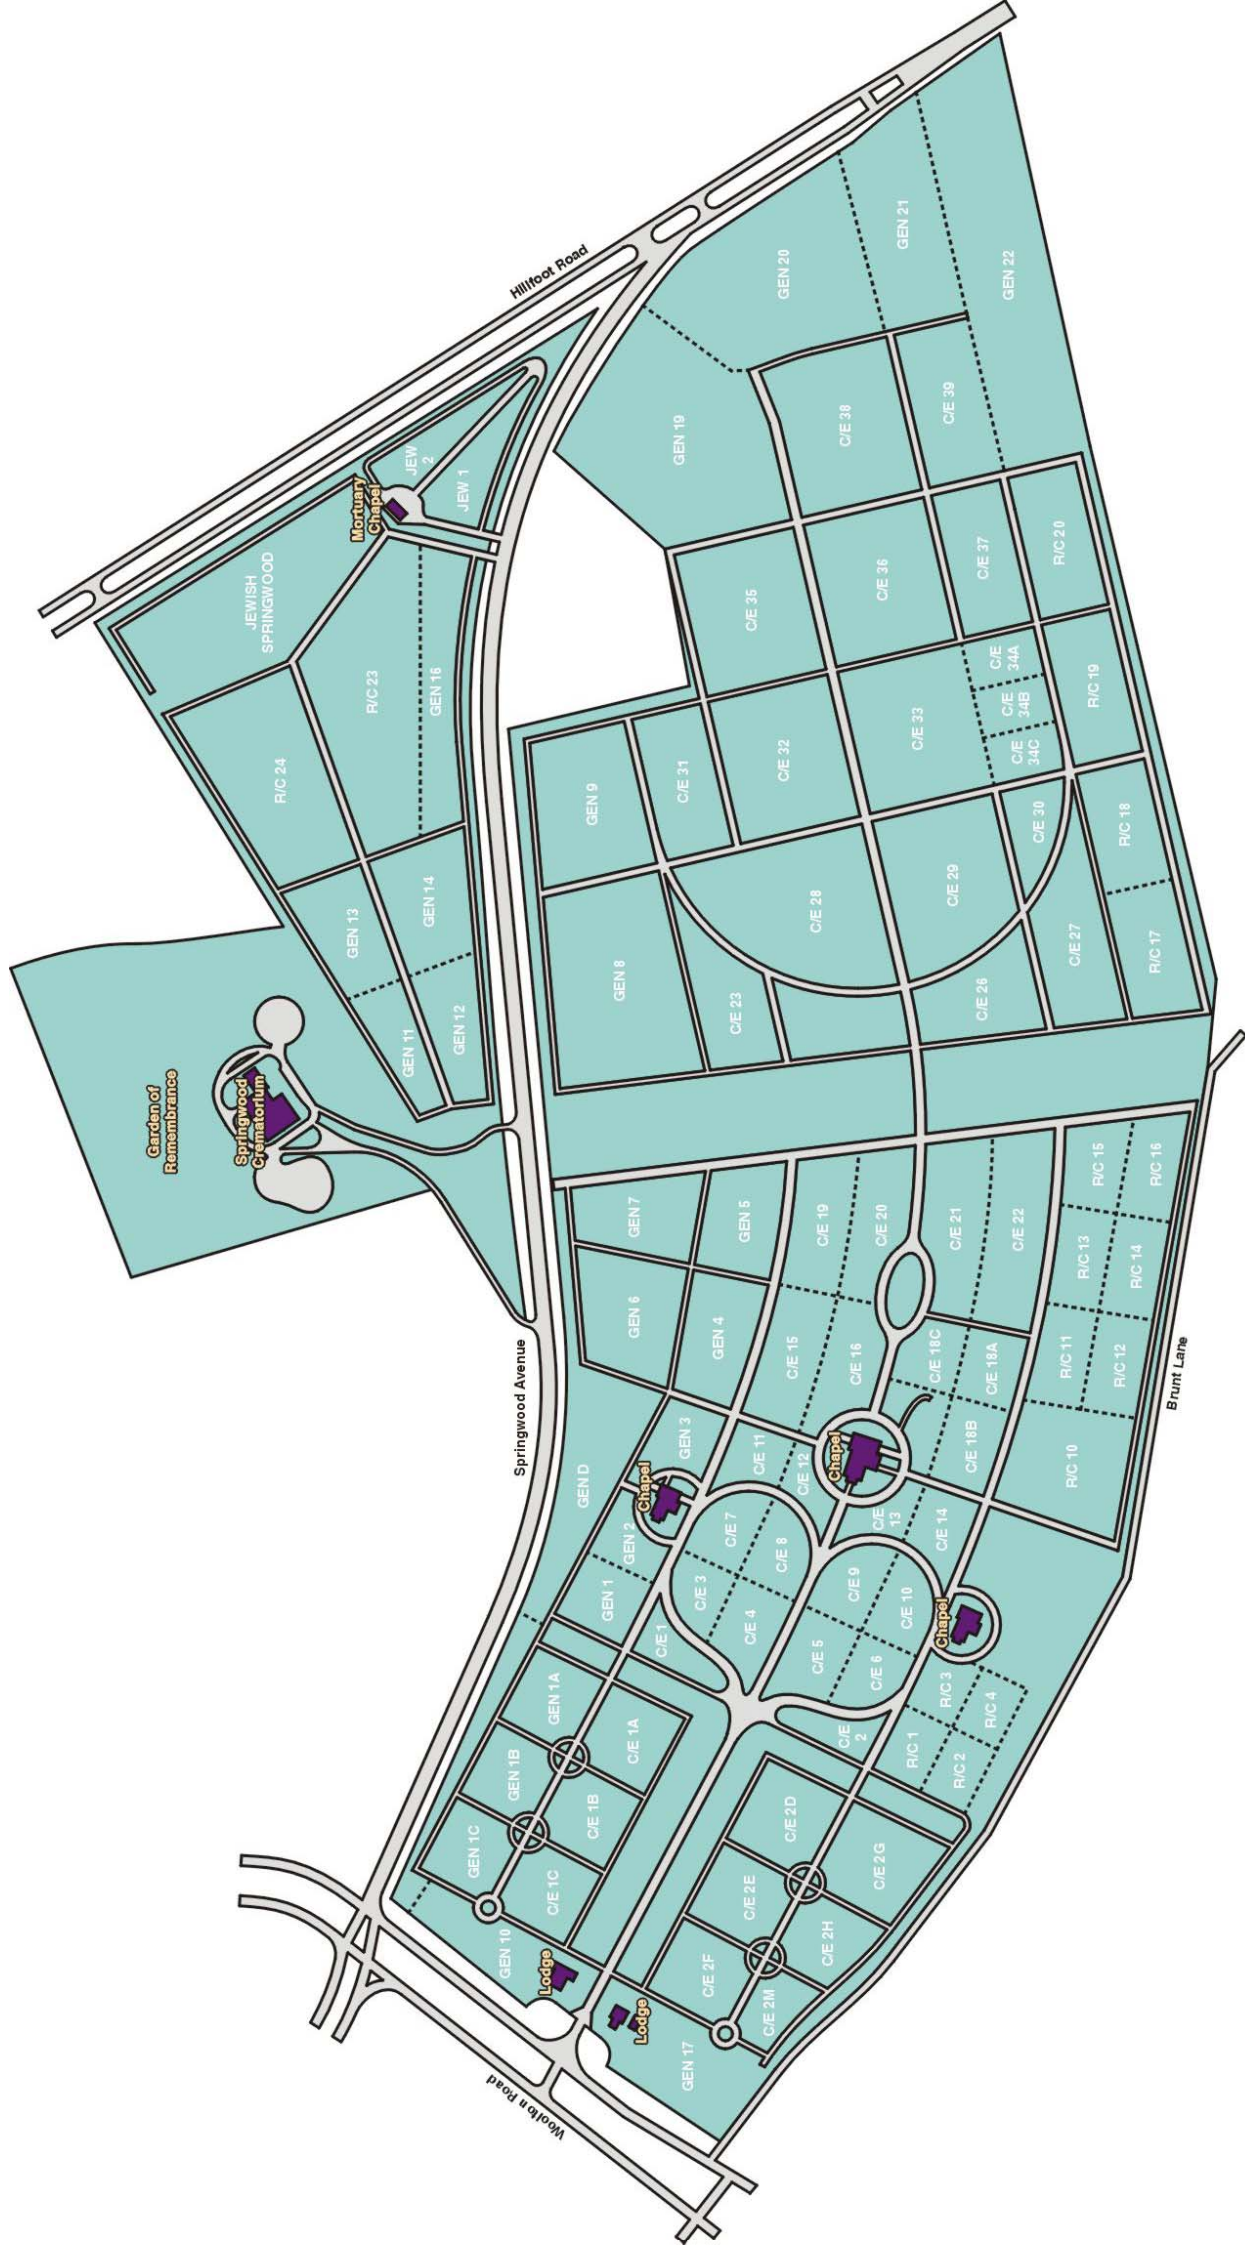 Hillfoot Road
GEN 21
GEN 20
GEN 22
C/E 39
C/E 38
GEN 19
JEW
2
JEW 1
Mortuary
Chapel
JEWISH
SPRINGWOOD
R/C 23
GEN 16
R/C 24
C/E 35
C/E 36
C/E 37
R/C 20
C/E
34A
C/E
34B
C/E
34C
R/C 19
C/E 33
C/E 32
C/E 31
GEN 9
C/E 30
R/C 18
C/E 29
C/E 28
GEN 8
C/E 23
C/E 26
C/E 27
R/C 17
GEN 13
GEN 14
GEN 11
GEN 12
Garden of
Remembrance
Springwood
Crematorium
GEN 7
GEN 5
C/E 19
C/E 20
C/E 21
C/E 22
R/C 15
R/C 16
R/C 13
R/C 14
GEN 6
GEN 4
C/E 15
C/E 16
C/E 18C
C/E 18A
R/C 11
R/C 12
Brunt Lane
Springwood Avenue
GEN D
GEN 3
C/E 11
C/E 12
Chapel
C/E 18B
R/C 10
Chapel
GEN 2
C/E 7
C/E 8
C/E
13
C/E 14
GEN 1
C/E 3
C/E 4
C/E 9
C/E 10
Chapel
C/E 1
C/E 5
C/E 6
R/C 3
R/C 4
GEN 1A
C/E 1A
C/E
2
R/C 1
R/C 2
GEN 1B
C/E 1B
C/E 2D
C/E 2G
GEN 1C
C/E 1C
C/E 2E
C/E 2H
GEN 10
Lodge
C/E 2F
C/E 2M
Lodge
GEN 17
Woolton Road